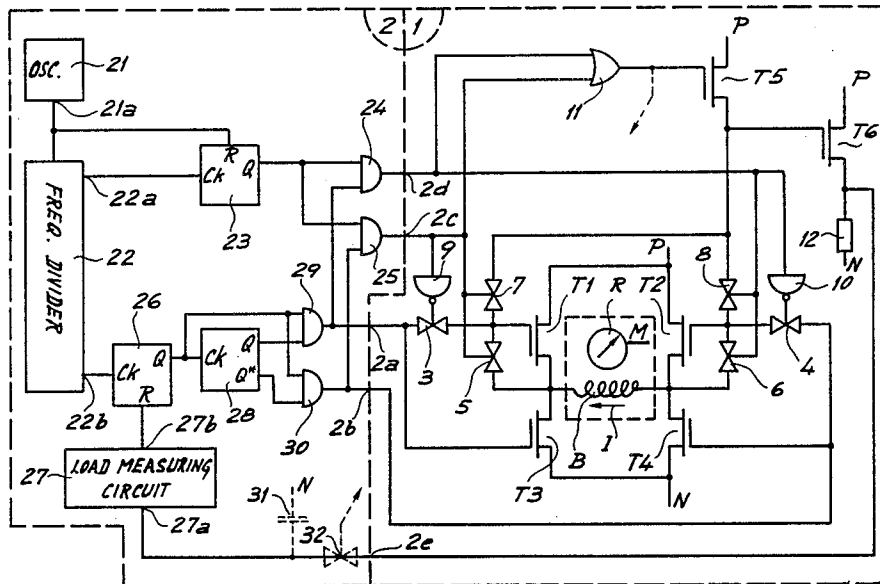 2 1
P
OSC.
21
21a
T5
11
P
24
T6
R
Ck Q
22a
23
2d
2c
25
12
N
FREQ. DIVIDER
22
9
P
7
T1
T2
8
10
R
M
26
29
Ck Q
R
Ck Q
Q*
28
2a
3
4
5
6
22b
30
2b
B
I
T3
T4
27b
27
LOAD MEASURING
CIRCUIT
27a
N
31
32
2e
N